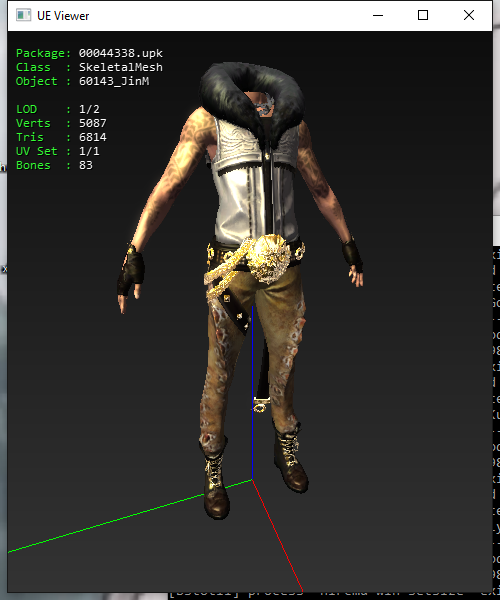 UE Viewer
Package: 00044338.upk
Class : SkeletalMesh
Object : 60143_JinM
LOD : 1/2
Verts : 5087
Tris : 6814
UV Set : 1/1
Bones : 83